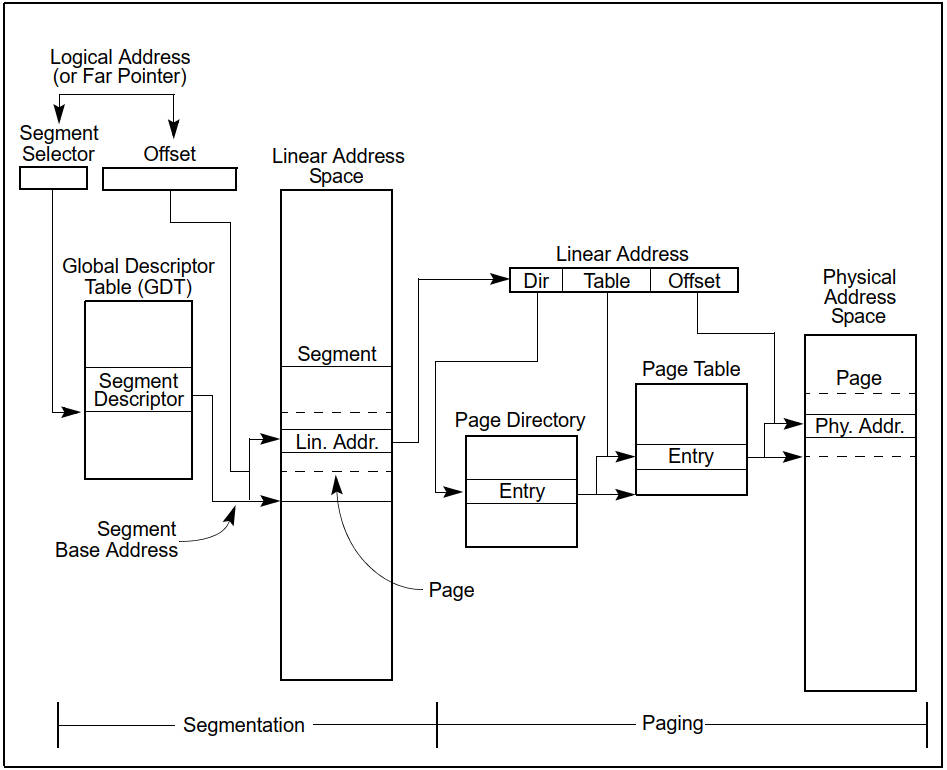 Logical Address
(or Far Pointer)
Segment
Selector
Offset
Linear Address
Space
Global Descriptor
Table (GDT)
Segment
Descriptor
Segment
Lin. Addr.
Segment
Base Address
Page
Linear Address
Dir
Table
Offset
Page Directory
Entry
Page Table
Entry
Physical
Address
Space
Page
Phy. Addr.
Segmentation
Paging